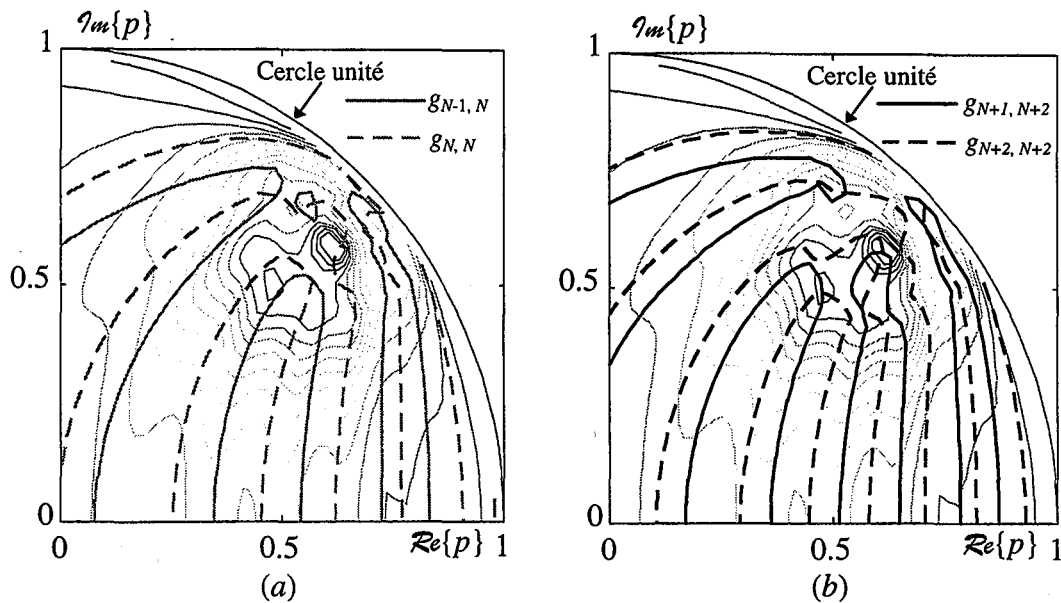 ℐm{p}
1
Cercle unité
g_{N-1, N}
g_{N, N}
0.5
0
0
0.5
ℛe{p}
1
(a)
ℐm{p}
1
Cercle unité
g_{N+1, N+2}
g_{N+2, N+2}
0.5
0
0
0.5
ℛe{p}
1
(b)